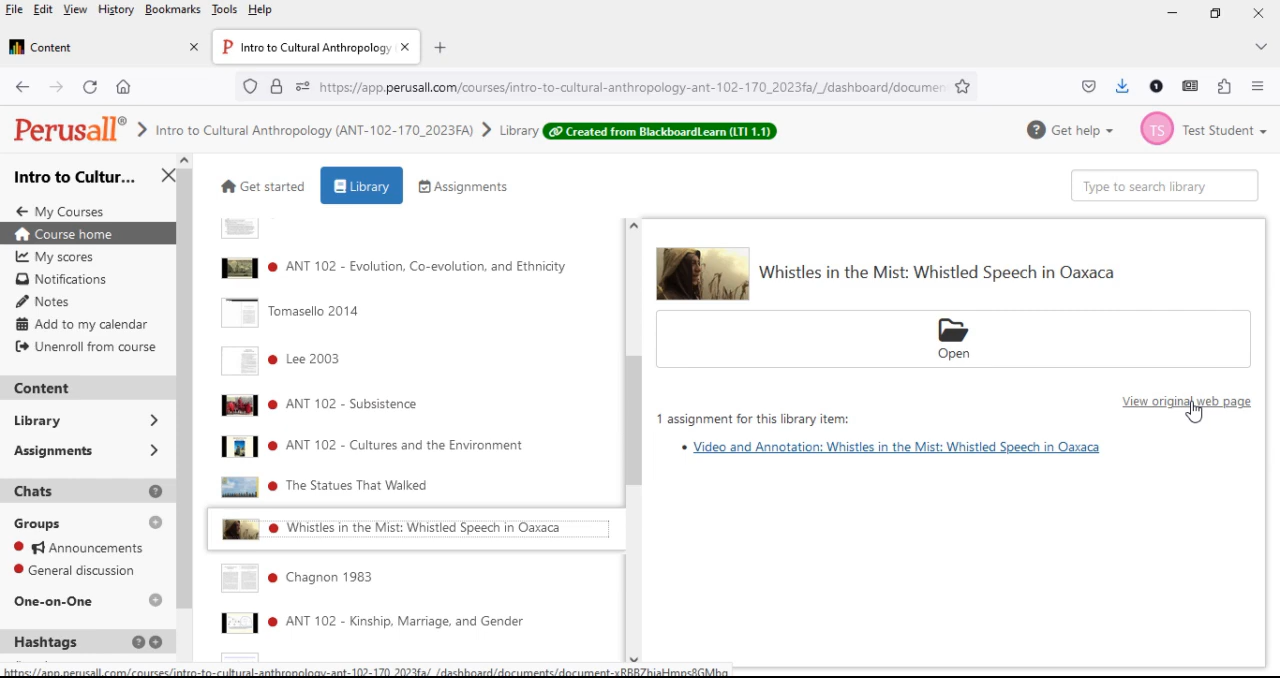 File Edit View History Bookmarks Tools Help
Content
Intro to Cultural Anthropology
https://app.perusall.com/courses/intro-to-cultural-anthropology-ant-102-170_2023fa/_/dashboard/documen
Perusall® Intro to Cultural Anthropology (ANT-102-170_2023FA) Library Created from BlackboardLearn (LTI 1.1) Get help TS Test Student
Intro to Cultur...
My Courses
Course home
My scores
Notifications
Notes
Add to my calendar
Unenroll from course
Content
Library
Assignments
Chats
Groups
Announcements
General discussion
One-on-One
Hashtags
Get started Library Assignments Type to search library
ANT 102 - Evolution, Co-evolution, and Ethnicity
Tomasello 2014
Lee 2003
ANT 102 - Subsistence
ANT 102 - Cultures and the Environment
The Statues That Walked
Whistles in the Mist: Whistled Speech in Oaxaca
Chagnon 1983
ANT 102 - Kinship, Marriage, and Gender
Whistles in the Mist: Whistled Speech in Oaxaca
Open
View original web page
1 assignment for this library item:
• Video and Annotation: Whistles in the Mist: Whistled Speech in Oaxaca